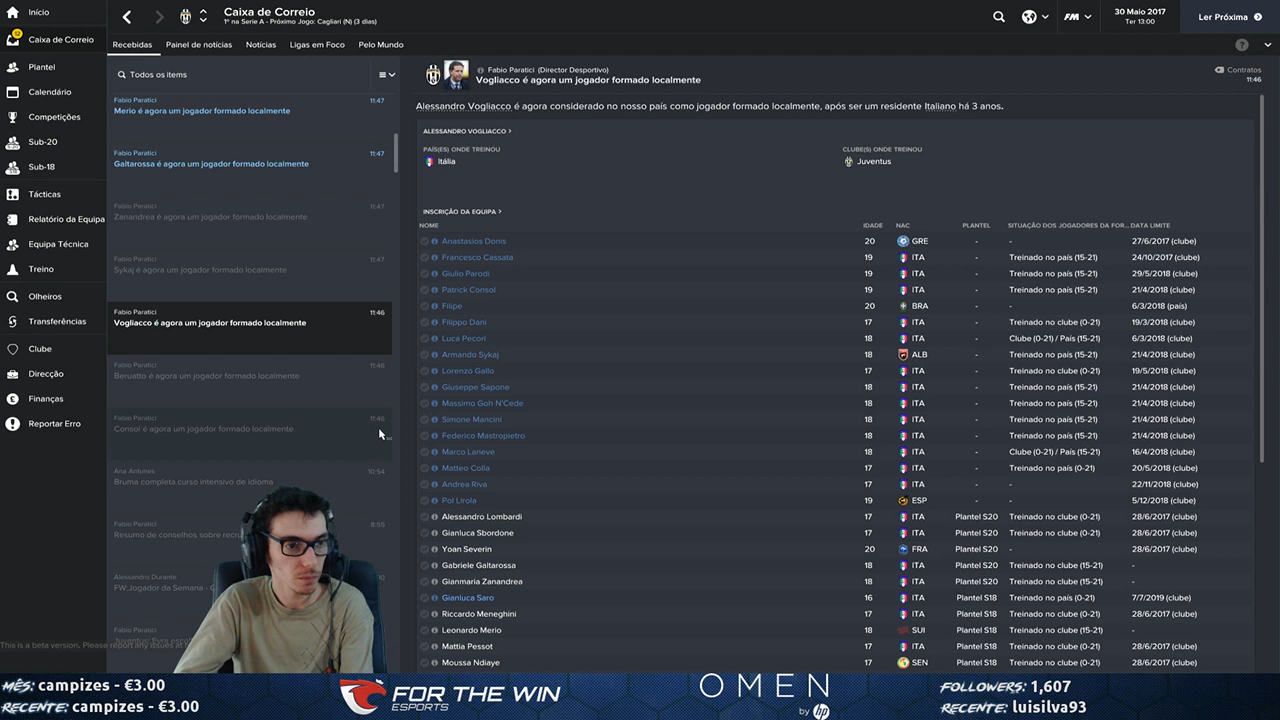 Início
Caixa de Correio
12
Plantel
Calendário
Competições
Sub-20
Sub-18
Tácticas
Relatório da Equipa
Equipa Técnica
Treino
Olheiros
Transferências
Clube
Direcção
Finanças
Reportar Erro
Caixa de Correio
1º na Serie A - Próximo Jogo: Cagliari (N) (3 dias)
FM
30 Maio 2017
Ter 13:00
Ler Próxima
Recebidas Painel de notícias Notícias Ligas em Foco Pelo Mundo
?
Todos os items
Fabio Paratici 11:47
Merio é agora um jogador formado localmente
Fabio Paratici 11:47
Galtarossa é agora um jogador formado localmente
Fabio Paratici 11:47
Zanandrea é agora um jogador formado localmente
Fabio Paratici 11:47
Sykaj é agora um jogador formado localmente
Fabio Paratici 11:46
Vogliacco é agora um jogador formado localmente
Fabio Paratici 11:46
Beruatto é agora um jogador formado localmente
Fabio Paratici 11:46
Consol é agora um jogador formado localmente
Ana Antunes 10:54
Bruma completa curso intensivo de idioma
Fabio Paratici 8:55
Resumo de conselhos sobre recru
Alessandro Durante
FW:Jogador da Semana -
Fabio Paratici
Juventus: Evra
This is a beta version. Please report any issues at
Fabio Paratici (Director Desportivo)
Vogliacco é agora um jogador formado localmente
Contratos
11:46
Alessandro Vogliacco é agora considerado no nosso país como jogador formado localmente, após ser um residente Italiano há 3 anos.
ALESSANDRO VOGLIACCO >
PAÍS(ES) ONDE TREINOU CLUBE(S) ONDE TREINOU
Itália Juventus
INSCRIÇÃO DA EQUIPA >
NOME IDADE NAC PLANTEL SITUAÇÃO DOS JOGADORES DA FOR... DATA LIMITE
Anastasios Donis 20 GRE - - 27/6/2017 (clube)
Francesco Cassata 19 ITA - Treinado no país (15-21) 24/10/2017 (clube)
Giulio Parodi 19 ITA - Treinado no país (15-21) 29/5/2018 (clube)
Patrick Consol 19 ITA - Treinado no país (15-21) 21/4/2018 (clube)
Filipe 20 BRA - - 6/3/2018 (país)
Filippo Dani 17 ITA - Treinado no clube (0-21) 19/3/2018 (clube)
Luca Pecori 18 ITA - Clube (0-21) / País (15-21) 6/3/2018 (clube)
Armando Sykaj 18 ALB - Treinado no país (15-21) 21/4/2018 (clube)
Lorenzo Gallo 17 ITA - Treinado no clube (0-21) 19/5/2018 (clube)
Giuseppe Sapone 18 ITA - Treinado no país (15-21) 21/4/2018 (clube)
Massimo Goh N'Cede 18 ITA - Treinado no país (15-21) 21/4/2018 (clube)
Simone Mancini 18 ITA - Treinado no país (15-21) 21/4/2018 (clube)
Federico Mastropietro 18 ITA - Treinado no país (15-21) 21/4/2018 (clube)
Marco Laneve 18 ITA - Clube (0-21) / País (15-21) 16/4/2018 (clube)
Matteo Colla 17 ITA - Treinado no país (0-21) 20/5/2018 (clube)
Andrea Riva 17 ITA - - 22/11/2018 (clube)
Pol Lirola 19 ESP - - 5/12/2018 (clube)
Alessandro Lombardi 17 ITA Plantel S20 Treinado no clube (0-21) 28/6/2017 (clube)
Gianluca Sbordone 17 ITA Plantel S20 Treinado no clube (0-21) 28/6/2017 (clube)
Yoan Severin 20 FRA Plantel S20 - 28/6/2017 (clube)
Gabriele Galtarossa 18 ITA Plantel S20 Treinado no clube (15-21) -
Gianmaria Zanandrea 18 ITA Plantel S20 Treinado no clube (15-21) -
Gianluca Saro 16 ITA Plantel S18 Treinado no país (0-21) 7/7/2019 (clube)
Riccardo Meneghini 17 ITA Plantel S18 Treinado no clube (0-21) 28/6/2017 (clube)
Leonardo Merio 18 SUI Plantel S18 Treinado no clube (15-21) -
Mattia Pessot 17 ITA Plantel S18 Treinado no clube (0-21) 28/6/2017 (clube)
Moussa Ndiaye 17 SEN Plantel S18 Treinado no clube (0-21) 28/6/2017 (clube)
MÊS: campizes - €3.00
RECENTE: campizes - €3.00
FOR THE WIN
ESPORTS
OMEN
by hp
FOLLOWERS: 1,607
RECENTE: luisilva93